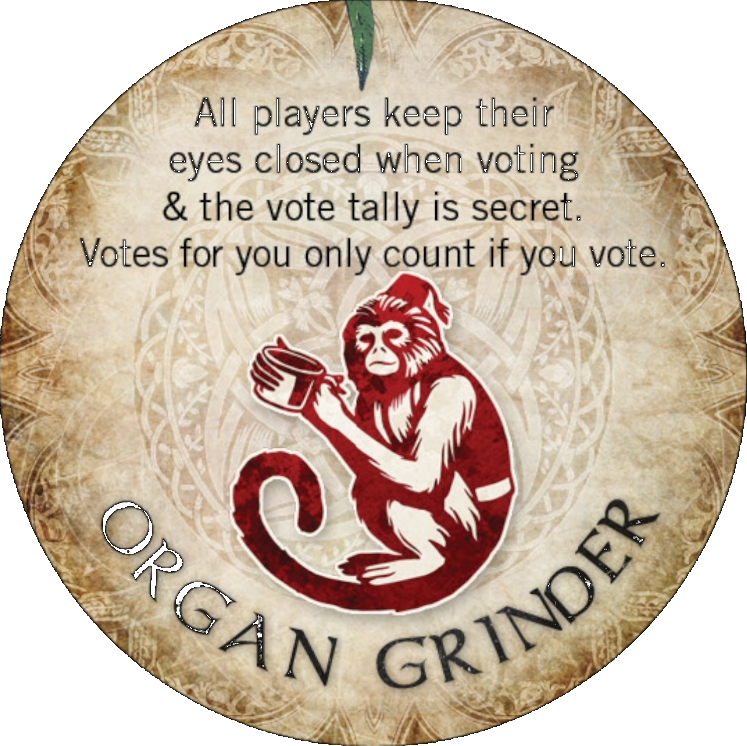 All players keep their
eyes closed when voting
& the vote tally is secret.
Votes for you only count if you vote.
ORGAN GRINDER